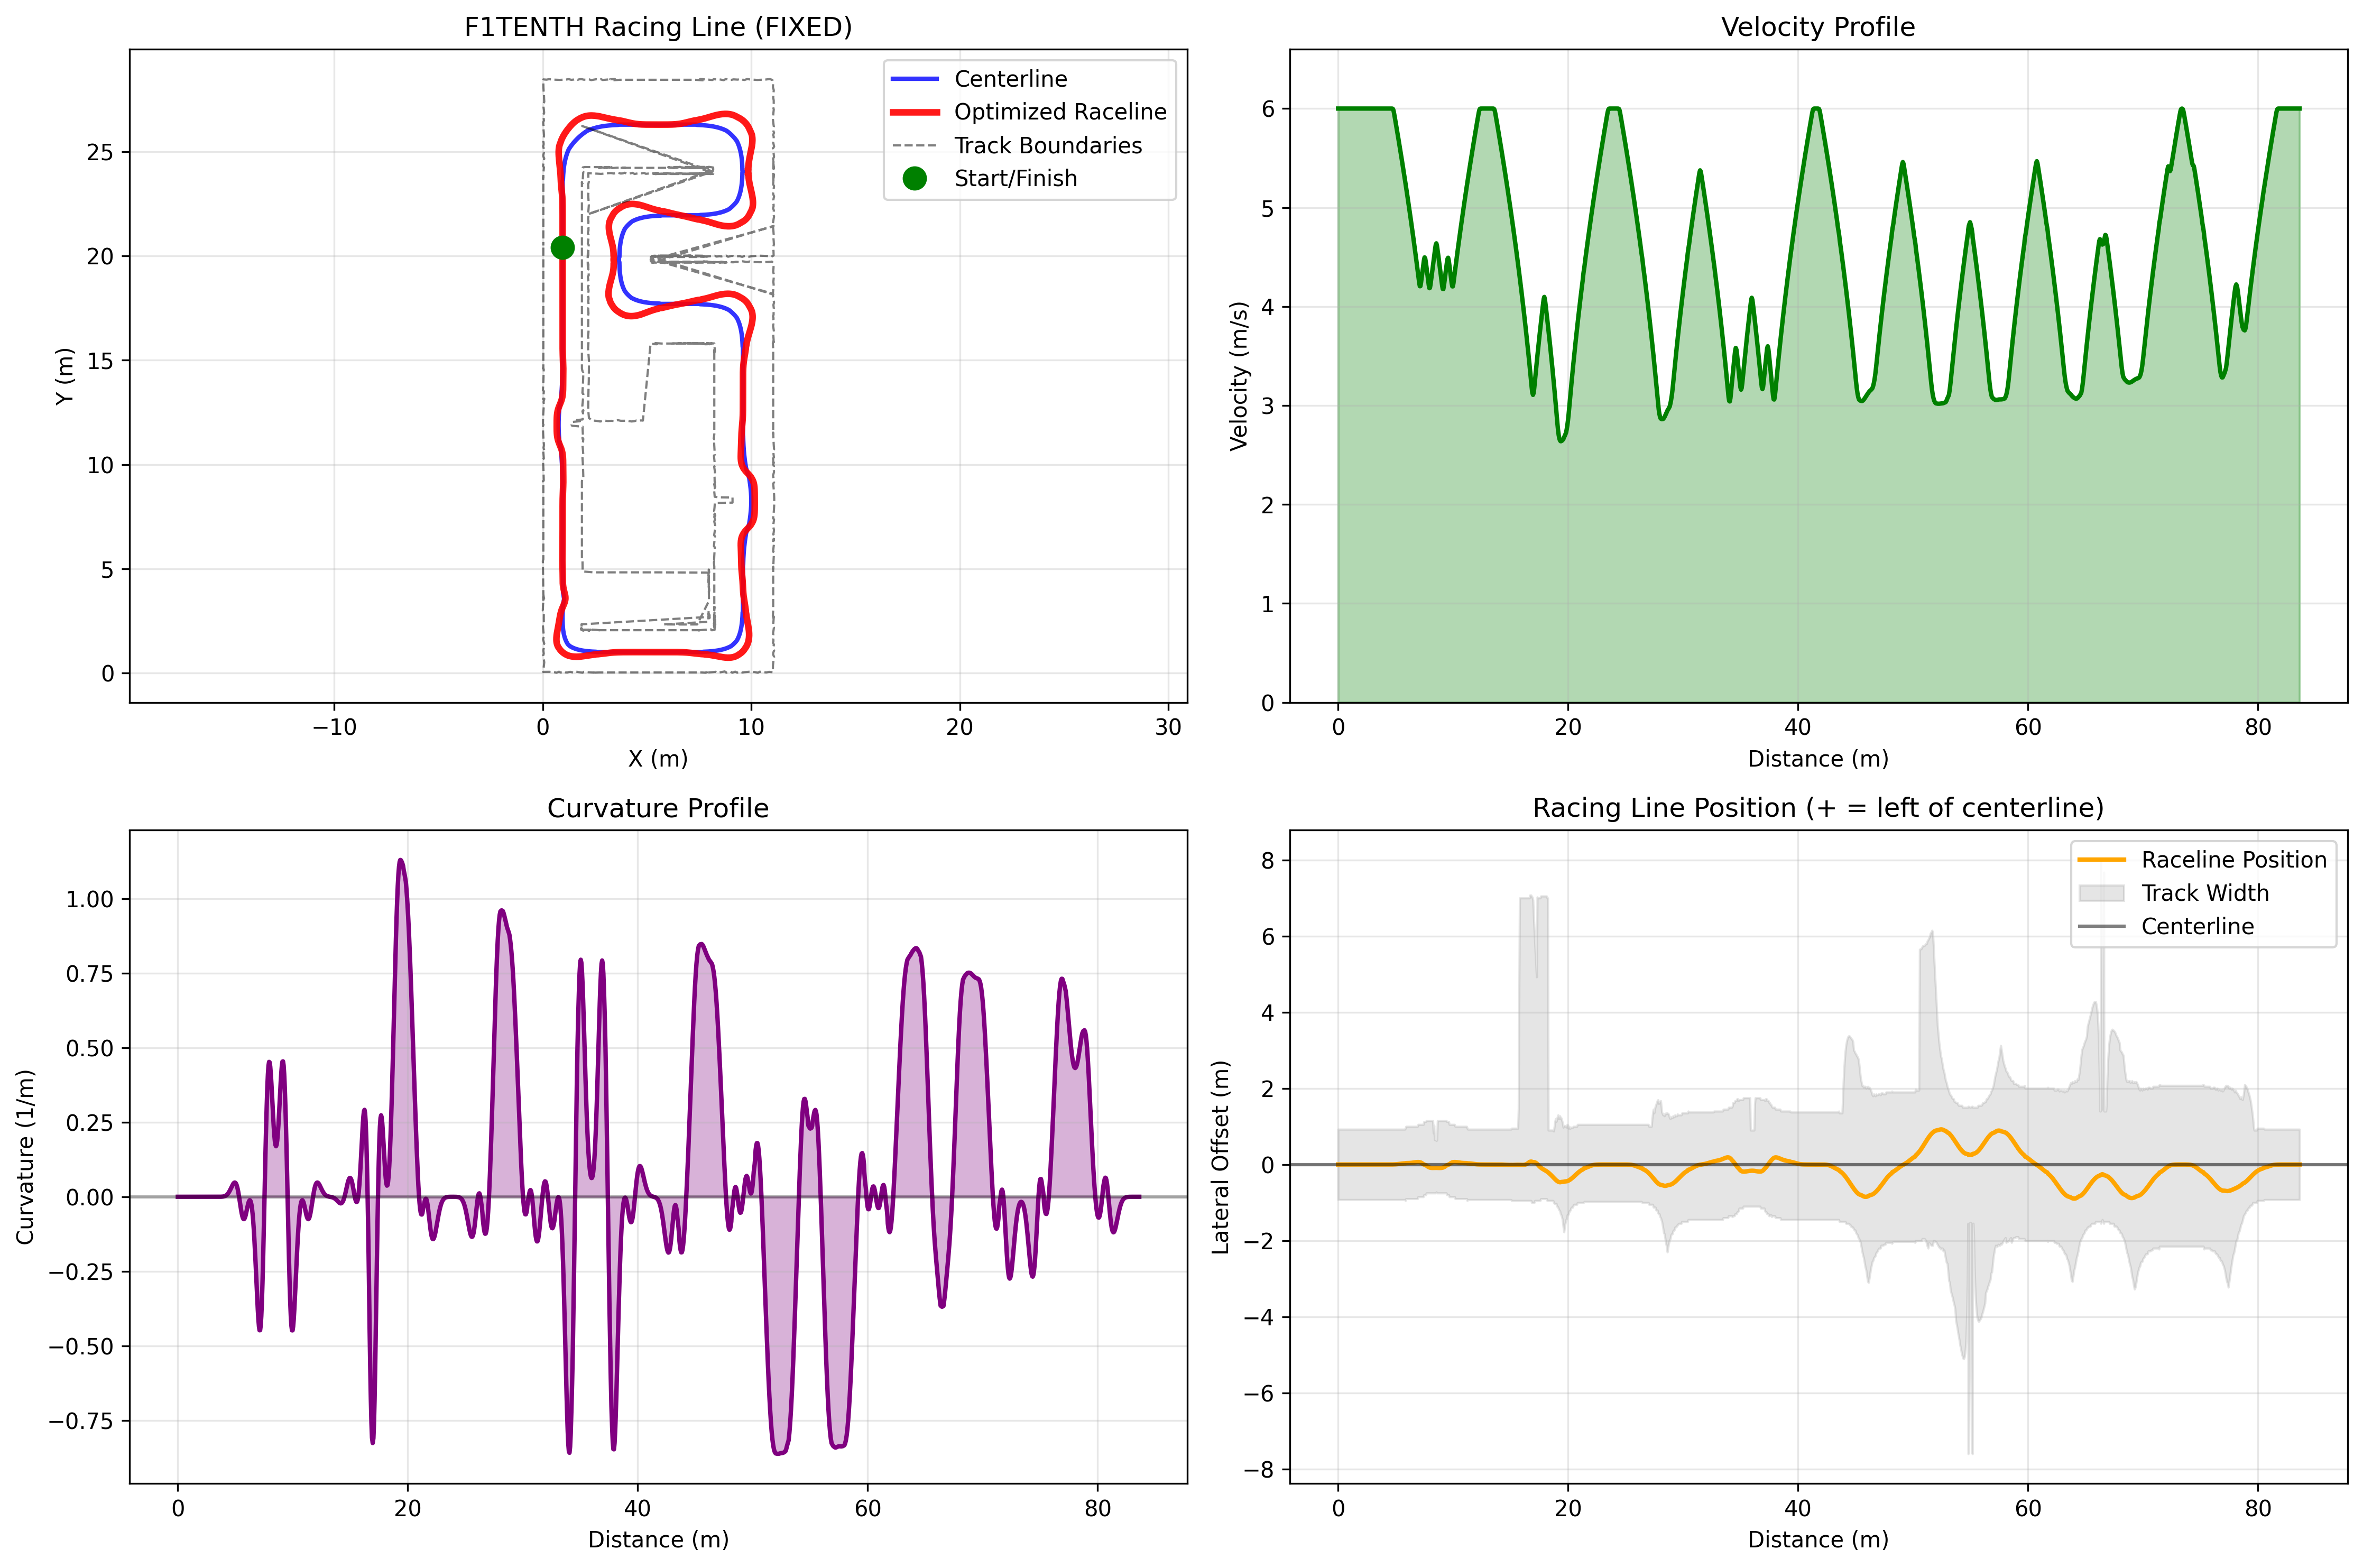 F1TENTH Racing Line (FIXED)
Centerline
Optimized Raceline
Track Boundaries
Start/Finish
25
20
15
10
5
0
Y (m)
−10
0
10
20
30
X (m)
Velocity Profile
6
5
4
3
2
1
0
Velocity (m/s)
0
20
40
60
80
Distance (m)
Curvature Profile
1.00
0.75
0.50
0.25
0.00
−0.25
−0.50
−0.75
Curvature (1/m)
0
20
40
60
80
Distance (m)
Racing Line Position (+ = left of centerline)
Raceline Position
Track Width
Centerline
8
6
4
2
0
−2
−4
−6
−8
Lateral Offset (m)
0
20
40
60
80
Distance (m)